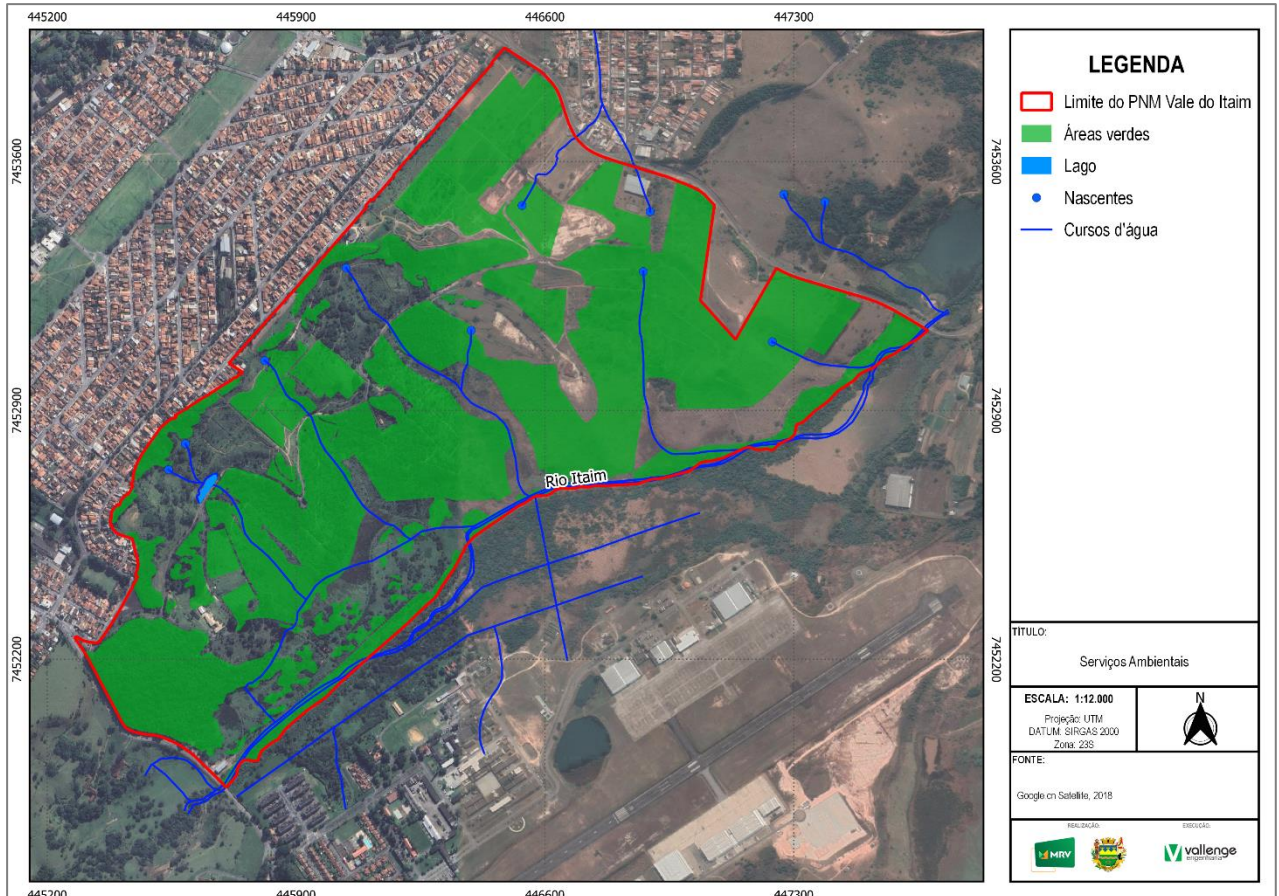 445200 445900 446600 447300
7453600
7452900
7452200
Rio Itaim
7453600
7452900
7452200
445200 445900 446600 447300
LEGENDA
Limite do PNM Vale do Itaim
Áreas verdes
Lago
Nascentes
Cursos d'água
TÍTULO:
Serviços Ambientais
ESCALA: 1:12.000
Projeção: UTM
DATUM: SIRGAS 2000
Zona: 23S
N
FONTE:
Google.cn Satellite, 2018
REALIZAÇÃO:
EXECUÇÃO:
MRV
vallenge
engenharia